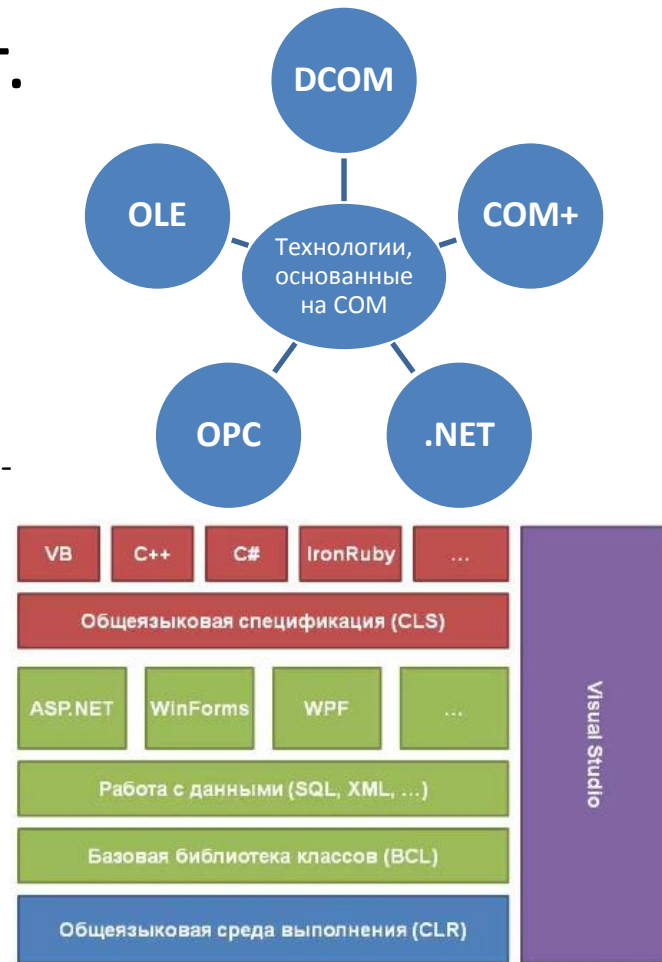 DCOM
OLE
COM+
Технологии,
основанные
на COM
OPC
.NET
-
VB
C++
C#
IronRuby
...
Общеязыковая спецификация (CLS)
ASP.NET
WinForms
WPF
...
Работа с данными (SQL, XML, ...)
Базовая библиотека классов (BCL)
Общеязыковая среда выполнения (CLR)
Visual Studio